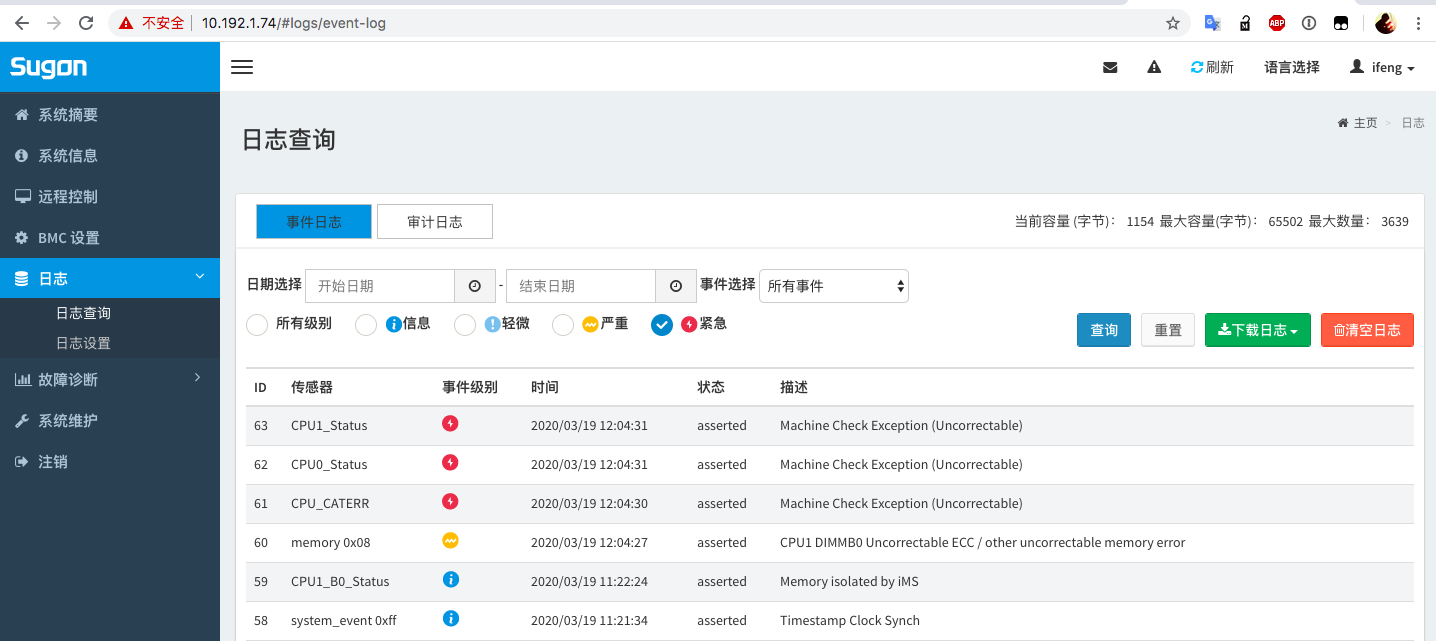 不安全 10.192.1.74/#logs/event-log
ABP
Sugon
刷新 语言选择 ifeng
系统摘要
系统信息
远程控制
BMC 设置
日志
日志查询
日志设置
故障诊断
系统维护
注销
日志查询
主页 > 日志
事件日志 审计日志 当前容量 (字节)： 1154 最大容量(字节)： 65502 最大数量： 3639
日期选择 开始日期 - 结束日期 事件选择 所有事件
所有级别 信息 轻微 严重 紧急
查询 重置 下载日志 清空日志
ID 传感器 事件级别 时间 状态 描述
63 CPU1_Status 2020/03/19 12:04:31 asserted Machine Check Exception (Uncorrectable)
62 CPU0_Status 2020/03/19 12:04:31 asserted Machine Check Exception (Uncorrectable)
61 CPU_CATERR 2020/03/19 12:04:30 asserted Machine Check Exception (Uncorrectable)
60 memory 0x08 2020/03/19 12:04:27 asserted CPU1 DIMMB0 Uncorrectable ECC / other uncorrectable memory error
59 CPU1_B0_Status 2020/03/19 11:22:24 asserted Memory isolated by iMS
58 system_event 0xff 2020/03/19 11:21:34 asserted Timestamp Clock Synch